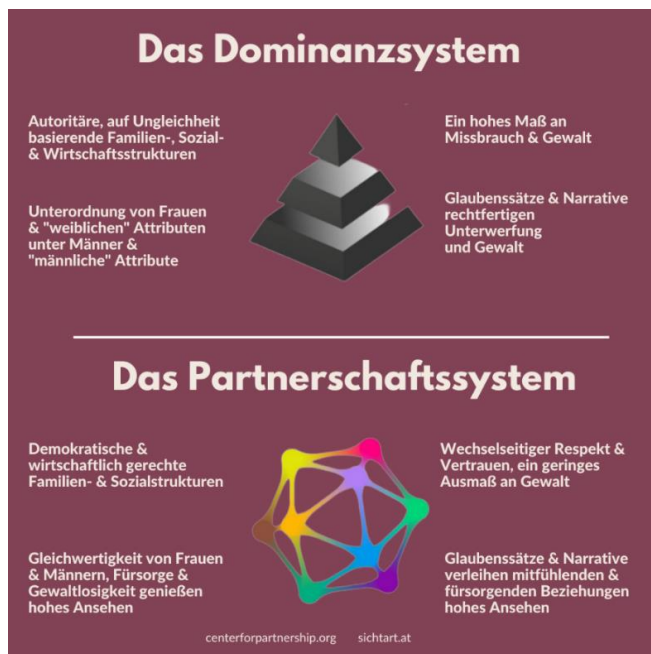 Das Dominanzsystem
Autoritäre, auf Ungleichheit
basierende Familien-, Sozial-
& Wirtschaftsstrukturen
Ein hohes Maß an
Missbrauch & Gewalt
Unterordnung von Frauen
& "weiblichen" Attributen
unter Männer &
"männliche" Attribute
Glaubenssätze & Narrative
rechtfertigen
Unterwerfung
und Gewalt
Das Partnerschaftssystem
Demokratische &
wirtschaftlich gerechte
Familien- & Sozialstrukturen
Wechselseitiger Respekt &
Vertrauen, ein geringes
Ausmaß an Gewalt
Gleichwertigkeit von Frauen
& Männern, Fürsorge &
Gewaltlosigkeit genießen
hohes Ansehen
Glaubenssätze & Narrative
verleihen mitfühlenden &
fürsorgenden Beziehungen
hohes Ansehen
centerforpartnership.org sichtart.at